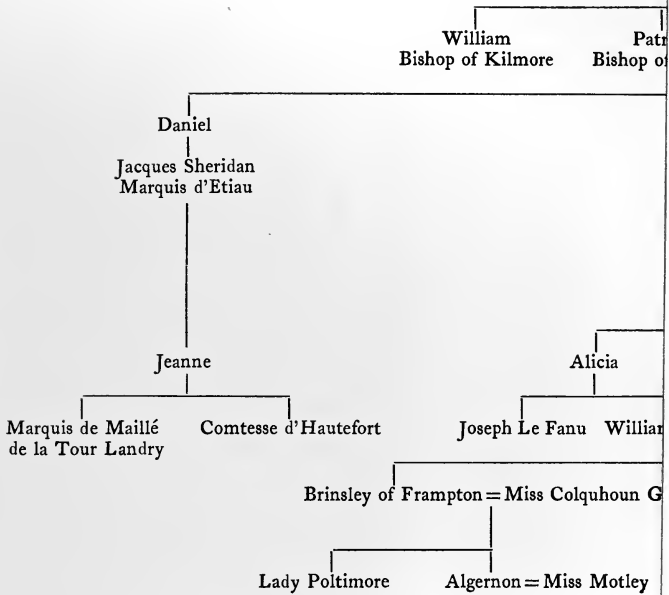 William
Bishop of Kilmore
Bishop
Daniel
Jacques Sheridan
Marquis d'Etiau
Jeanne
Alicia
Marquis de Maillé
de la Tour Landry
Comtesse d'Hautefort
Joseph Le Fanu
Brinsley of Frampton = Miss Colquhoun G
Lady Poltimore
Algernon = Miss Motley